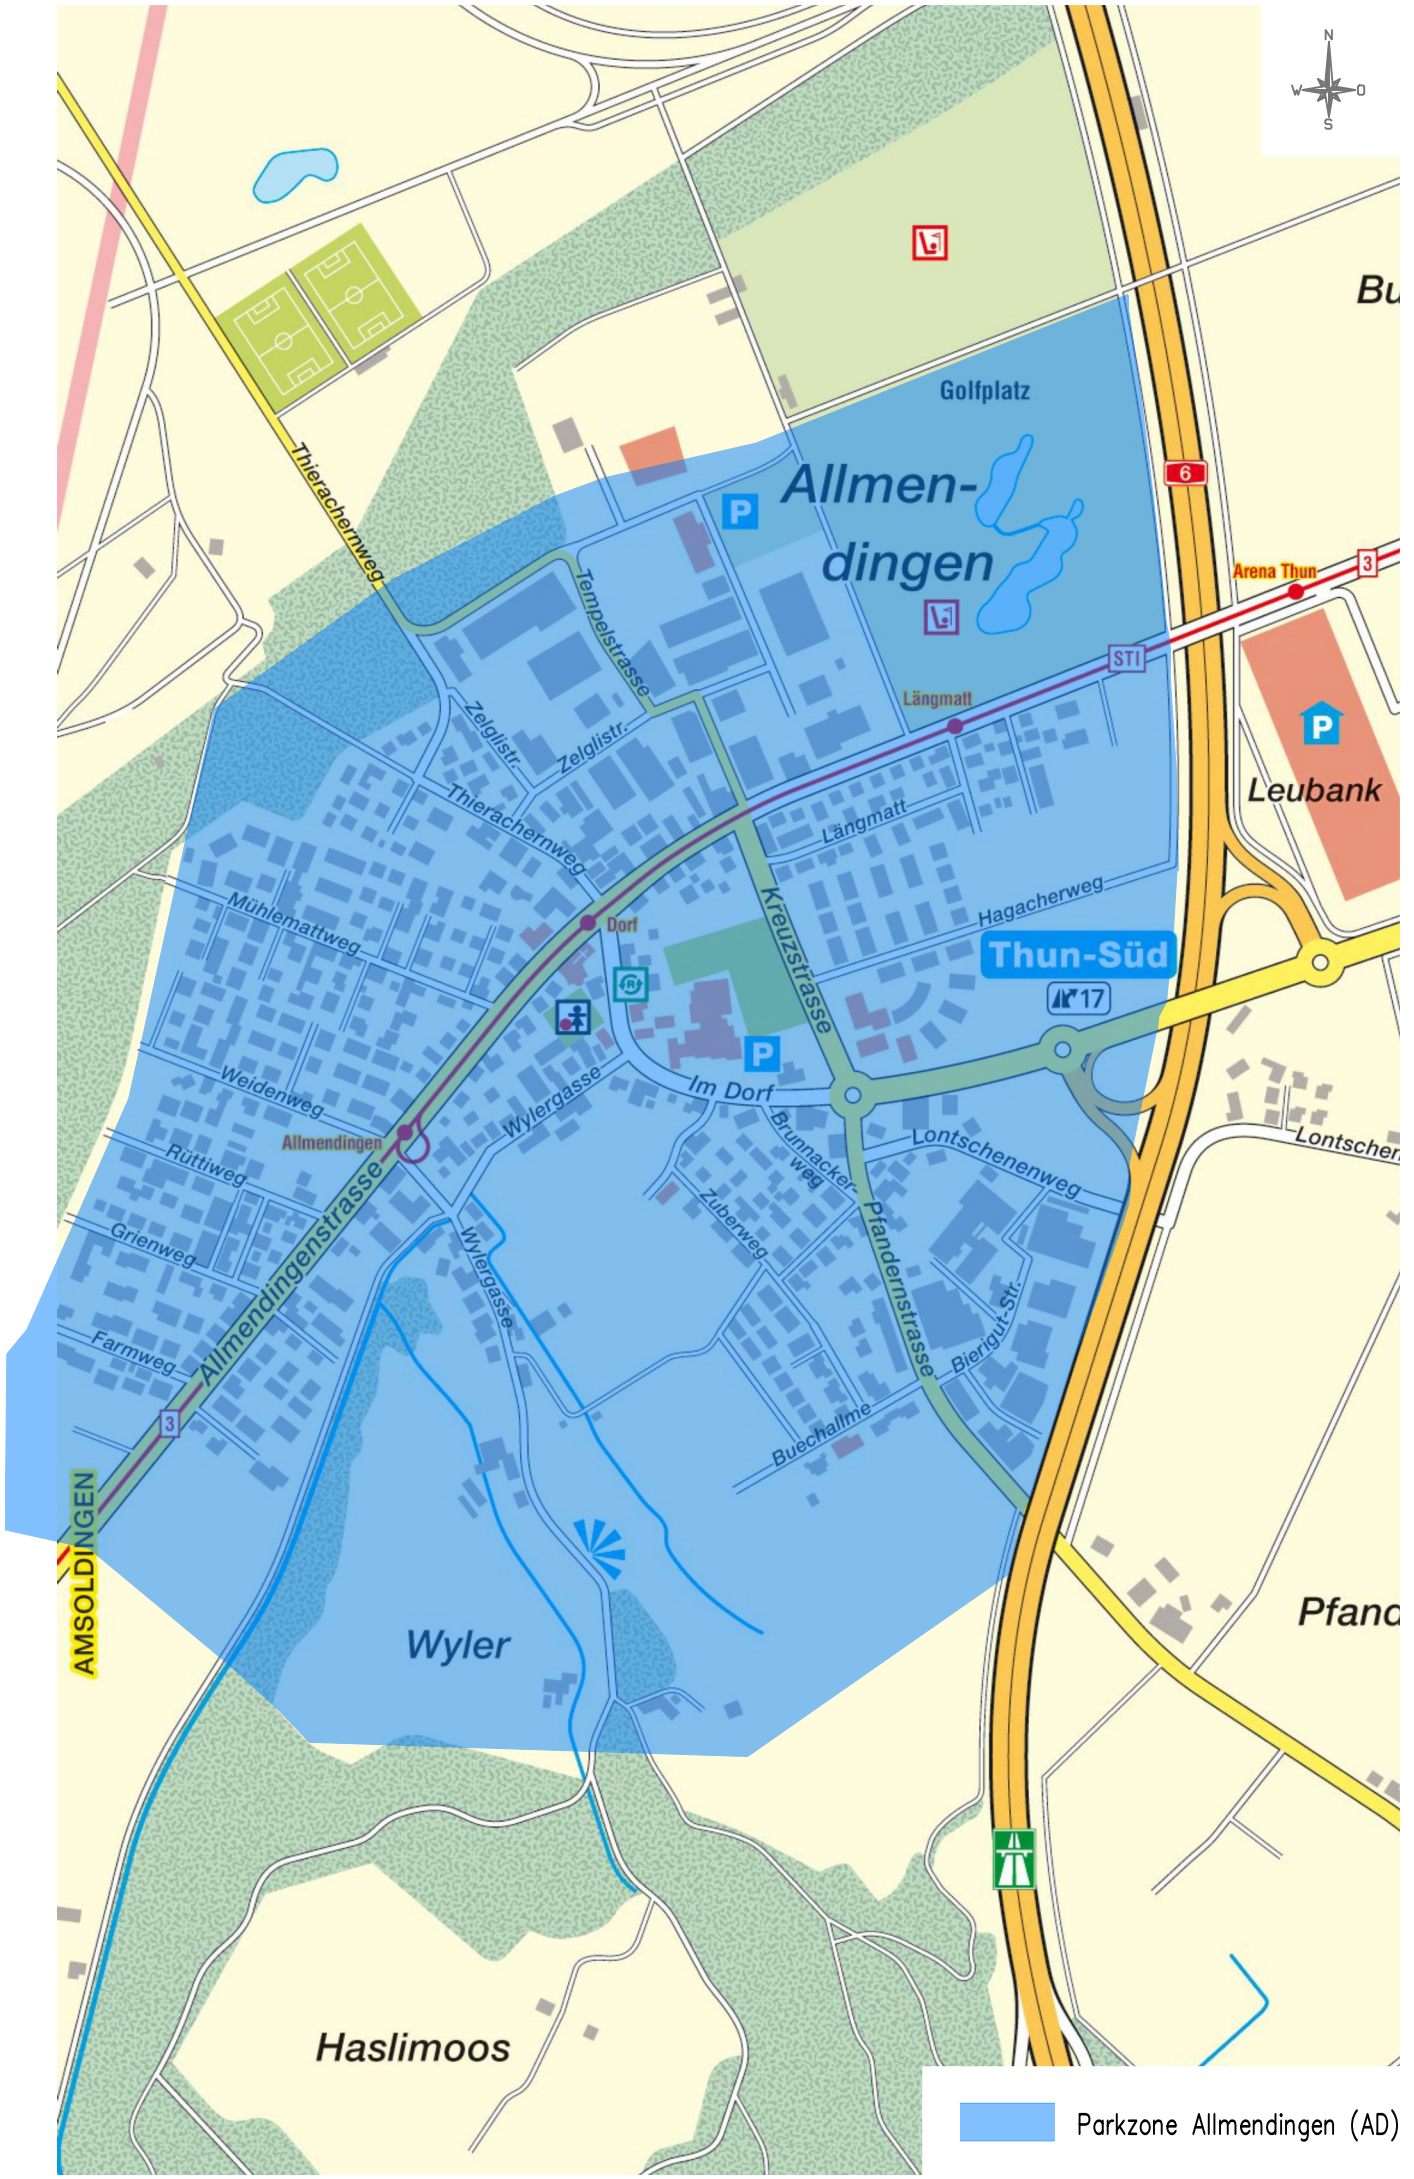 N
W
O
S
Bu
Golfplatz
Thierachernweg
6
Allmen-
dingen
P
Tempelstrasse
3
Arena Thun
STI
Längmatt
P
Zelglistr.
Zelglistr.
Leubank
Thierachernweg
Längmatt
Mühlemattweg
Kreuzstrasse
Hagacherweg
Dorf
Thun-Süd
17
R
P
Weidenweg
Wylergasse
Im Dorf
Allmendingen
Brunnacker-
weg
Lontschenenweg
Lontschen
Rüttiweg
Zuberweg
Grienweg
Allmendingenstrasse
Wylergasse
Pfandernstrasse
Bierigut-Str.
Farmweg
3
Buechallme
AMSOLDINGEN
Wyler
Pfand
Haslimoos
Parkzone Allmendingen (AD)